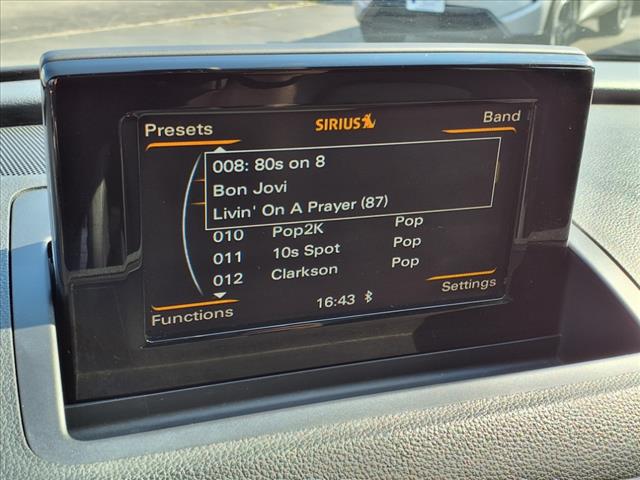 Presets SIRIUS Band
008: 80s on 8
Bon Jovi
Livin' On A Prayer (87)
010 Pop2K Pop
011 10s Spot Pop
012 Clarkson Pop
Functions 16:43 Settings